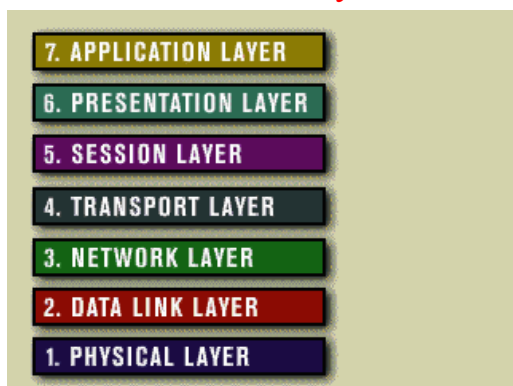 7. APPLICATION LAYER
6. PRESENTATION LAYER
5. SESSION LAYER
4. TRANSPORT LAYER
3. NETWORK LAYER
2. DATA LINK LAYER
1. PHYSICAL LAYER